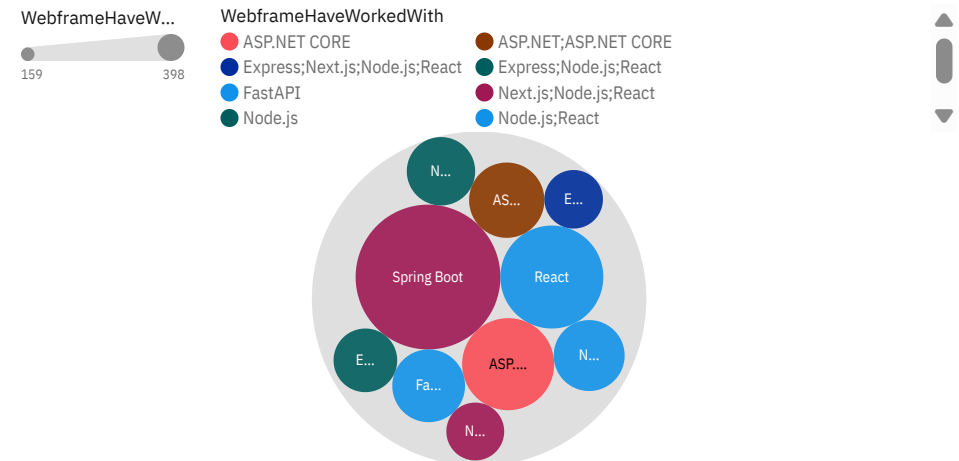 WebframeHaveW...
159 398
WebframeHaveWorkedWith
ASP.NET CORE
ASP.NET;ASP.NET CORE
Express;Next.js;Node.js;React
Express;Node.js;React
FastAPI
Next.js;Node.js;React
Node.js
Node.js;React
N...
AS...
E...
Spring Boot
React
E...
Fa...
ASP....
N...
N...